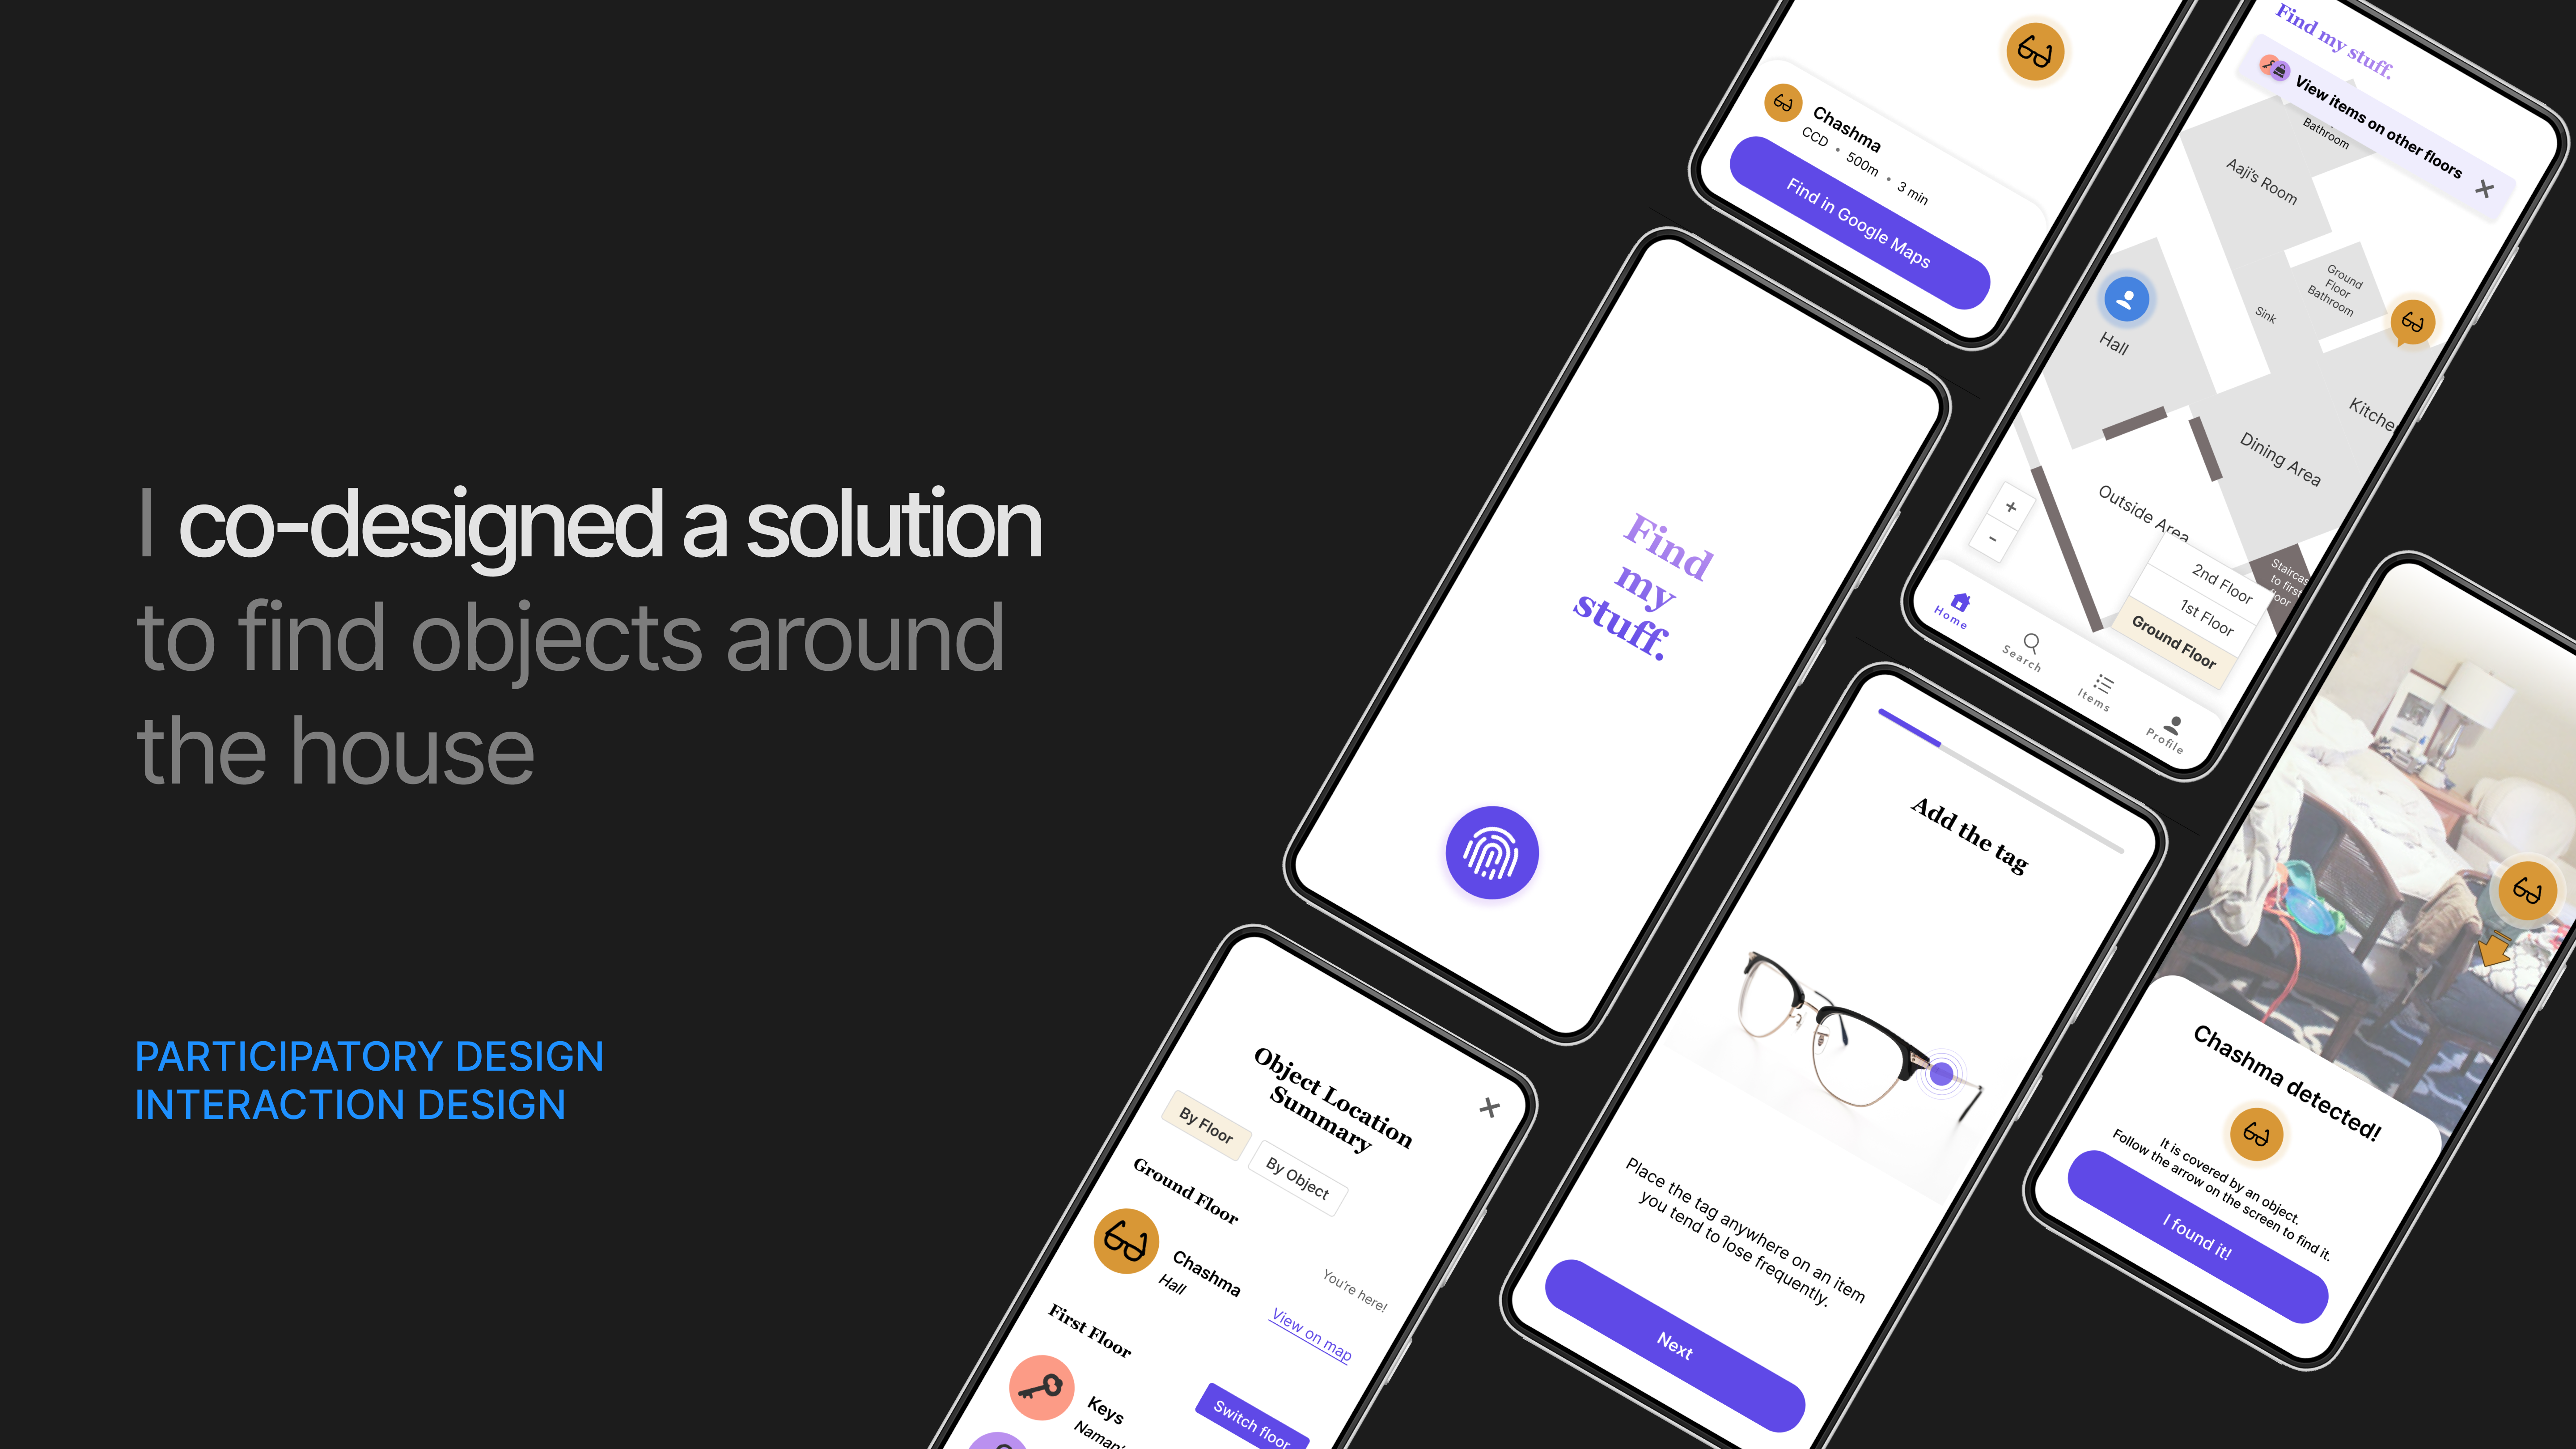 I co-designed a solution
to find objects around
the house
PARTICIPATORY DESIGN
INTERACTION DESIGN
Chashma
CCD • 500m • 3 min
Find in Google Maps
Find my stuff.
View items on other floors
Bathroom
Aaji's Room
Ground
Floor
Bathroom
Sink
Hall
Kitche
Dining Area
Outside Area
Staircas
to first
floor
+
-
2nd Floor
1st Floor
Ground Floor
Home
Search
Items
Profile
Find
my
stuff.
Add the tag
Place the tag anywhere on an item
you tend to lose frequently.
Next
Chashma detected!
It is covered by an object.
Follow the arrow on the screen to find it.
I found it!
Object Location
Summary
By Floor
By Object
Ground Floor
Chashma
Hall
You're here!
View on map
First Floor
Keys
Naman'
Switch floor